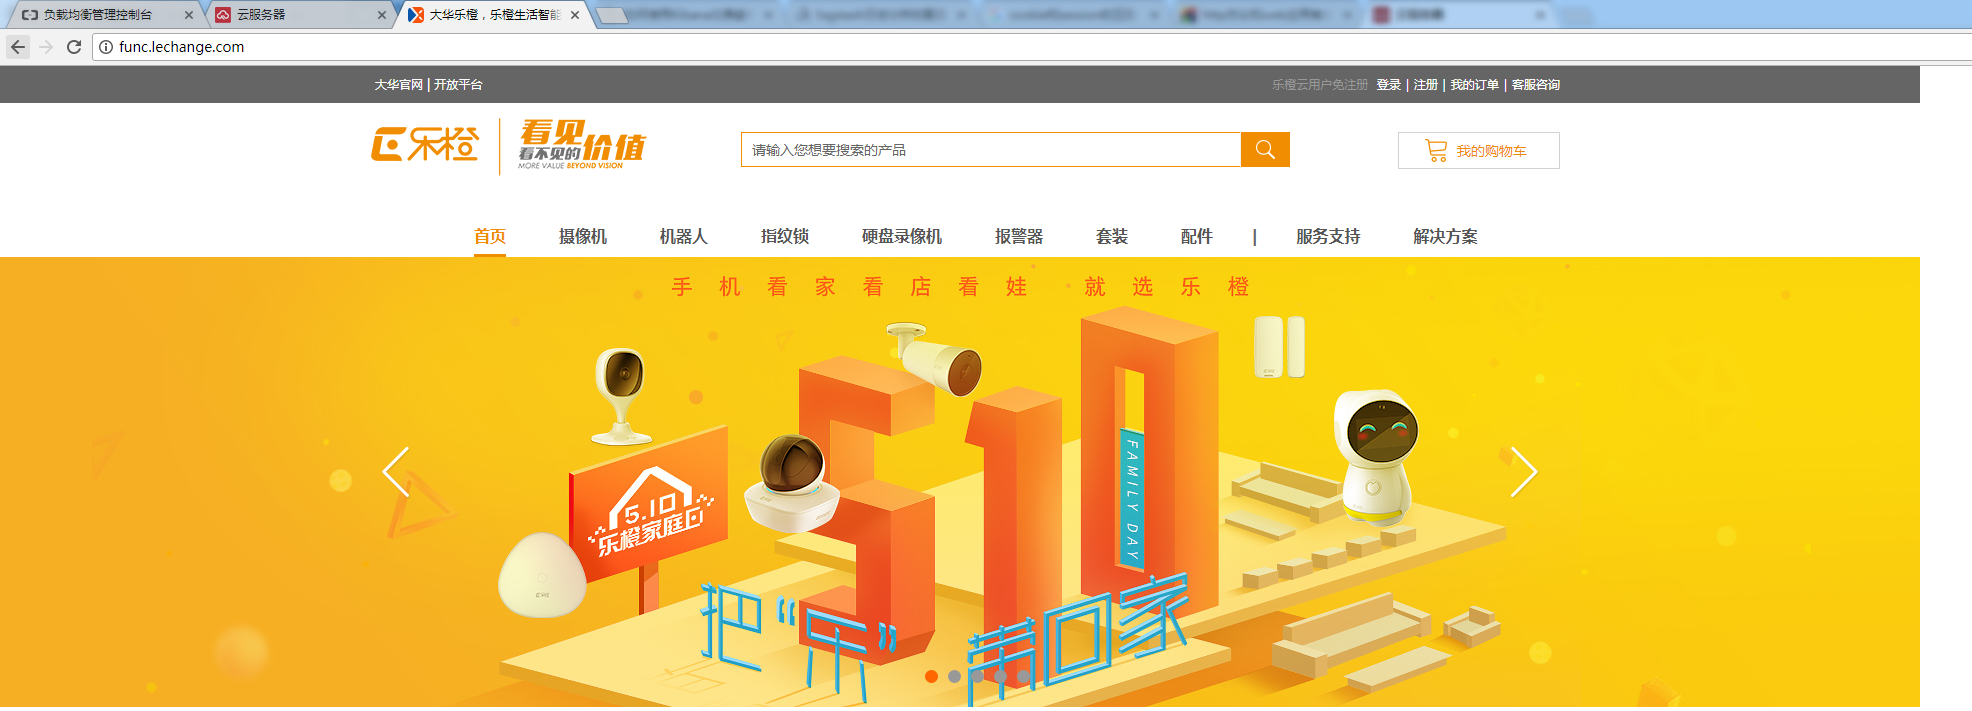 负载均衡管理控制台
云服务器
大华乐橙，乐橙生活智能
func.lechange.com
大华官网 | 开放平台
乐橙云用户免注册 登录 | 注册 | 我的订单 | 客服咨询
乐橙
看见
看不见的
价值
MORE VALUE BEYOND VISION
请输入您想要搜索的产品
我的购物车
首页 摄像机 机器人 指纹锁 硬盘录像机 报警器 套装 配件 | 服务支持 解决方案
手机看家看店看娃·就选乐橙
510
FAMILY DAY
5.10
乐橙家庭日
把“乐”带回家